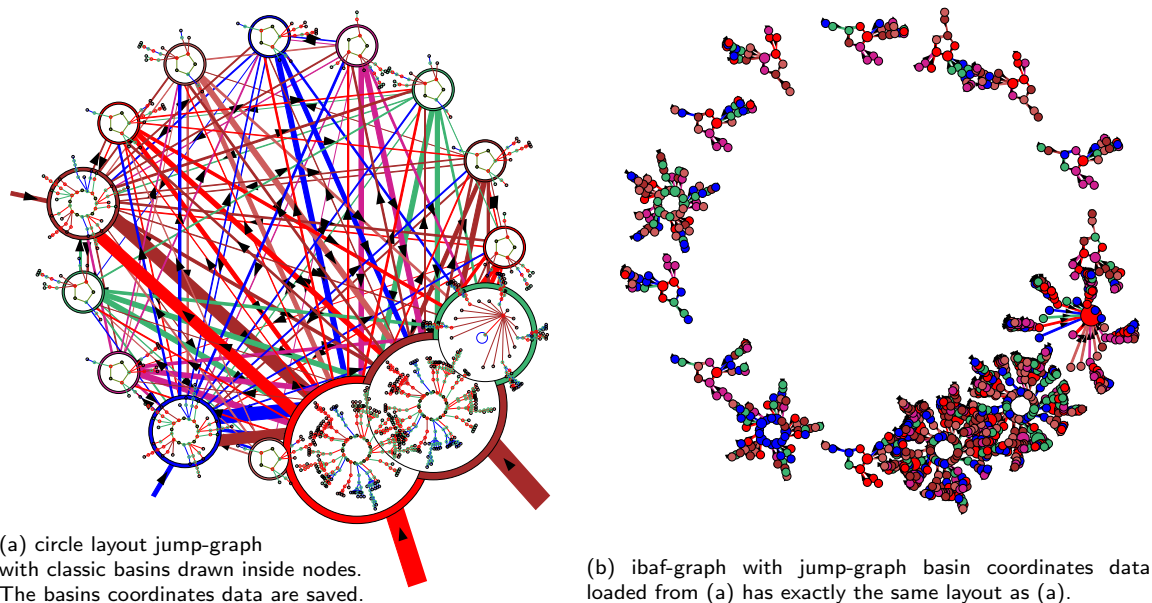 (a) circle layout jump-graph
with classic basins drawn inside nodes.
The basins coordinates data are saved.
(b) ibaf-graph with jump-graph basin coordinates data
loaded from (a) has exactly the same layout as (a).